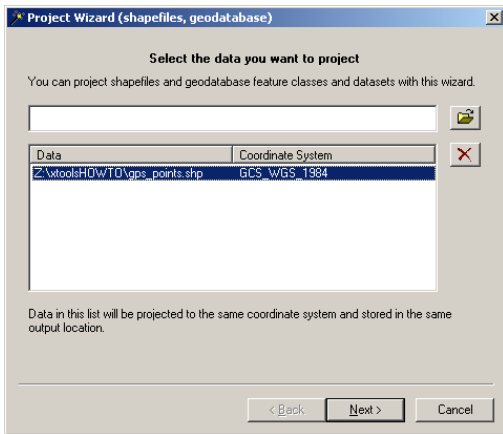 Project Wizard (shapefiles, geodatabase)
Select the data you want to project
You can project shapefiles and geodatabase feature classes and datasets with this wizard.
Data Coordinate System
Z:\xtoolsHOWTO\gps_points.shp GCS_WGS_1984
Data in this list will be projected to the same coordinate system and stored in the same
output location.
< Back Next > Cancel